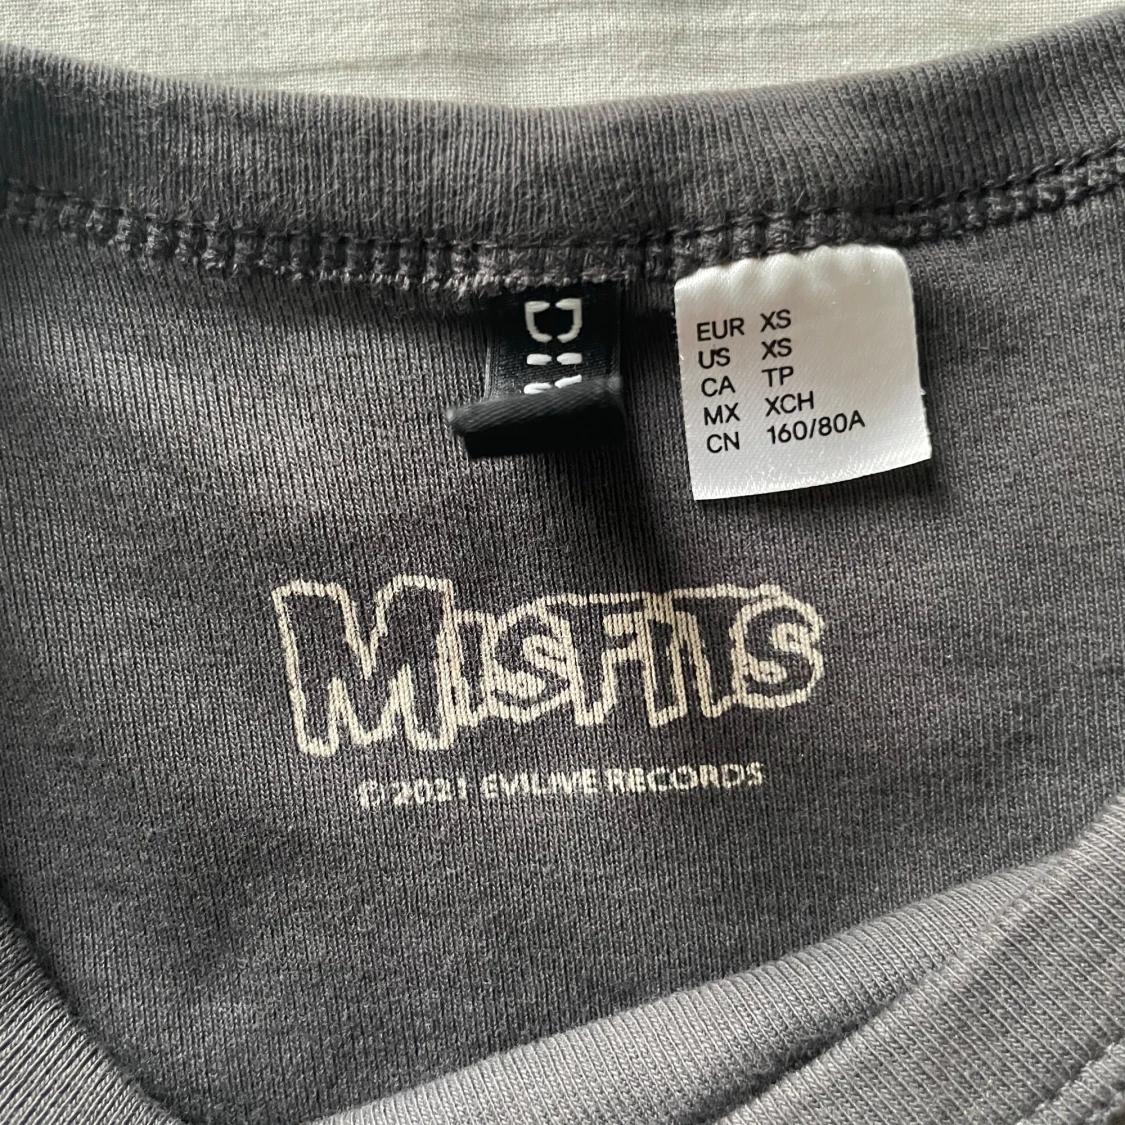 EUR XS
US XS
CA TP
MX XCH
CN 160/80A
MISFITS
© 2021 EVILIVE RECORDS